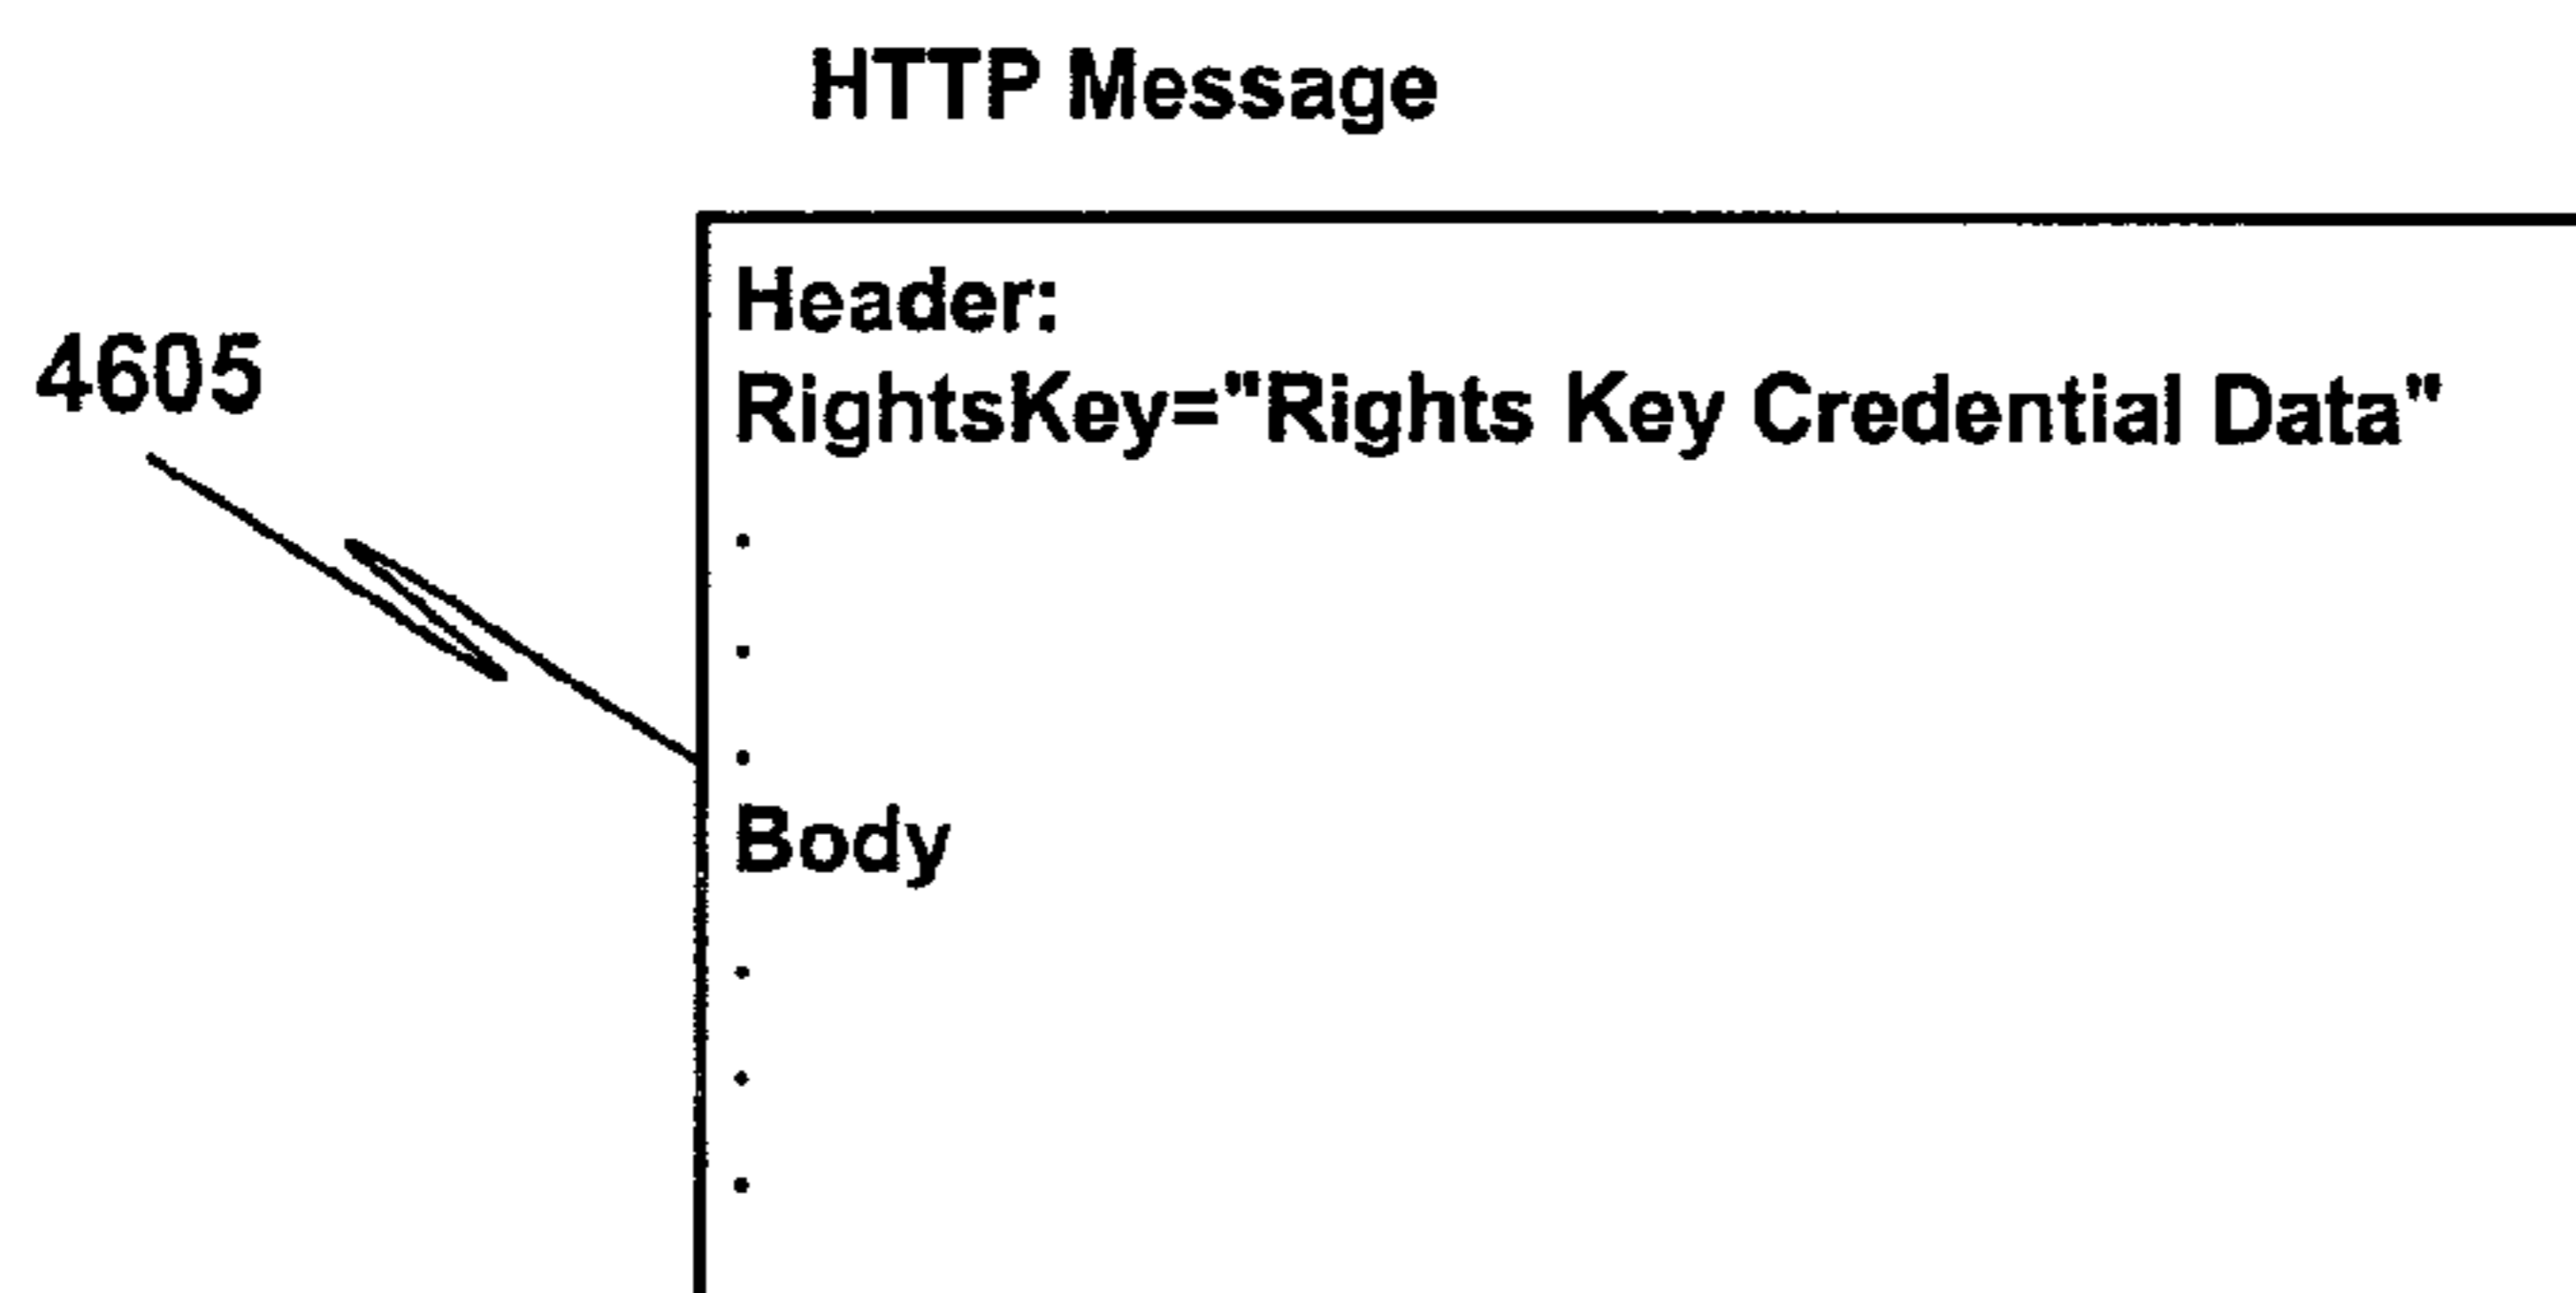 HTTP Message
4605
Header:
RightsKey="Rights Key Credential Data"
.
.
.
Body
.
.
.